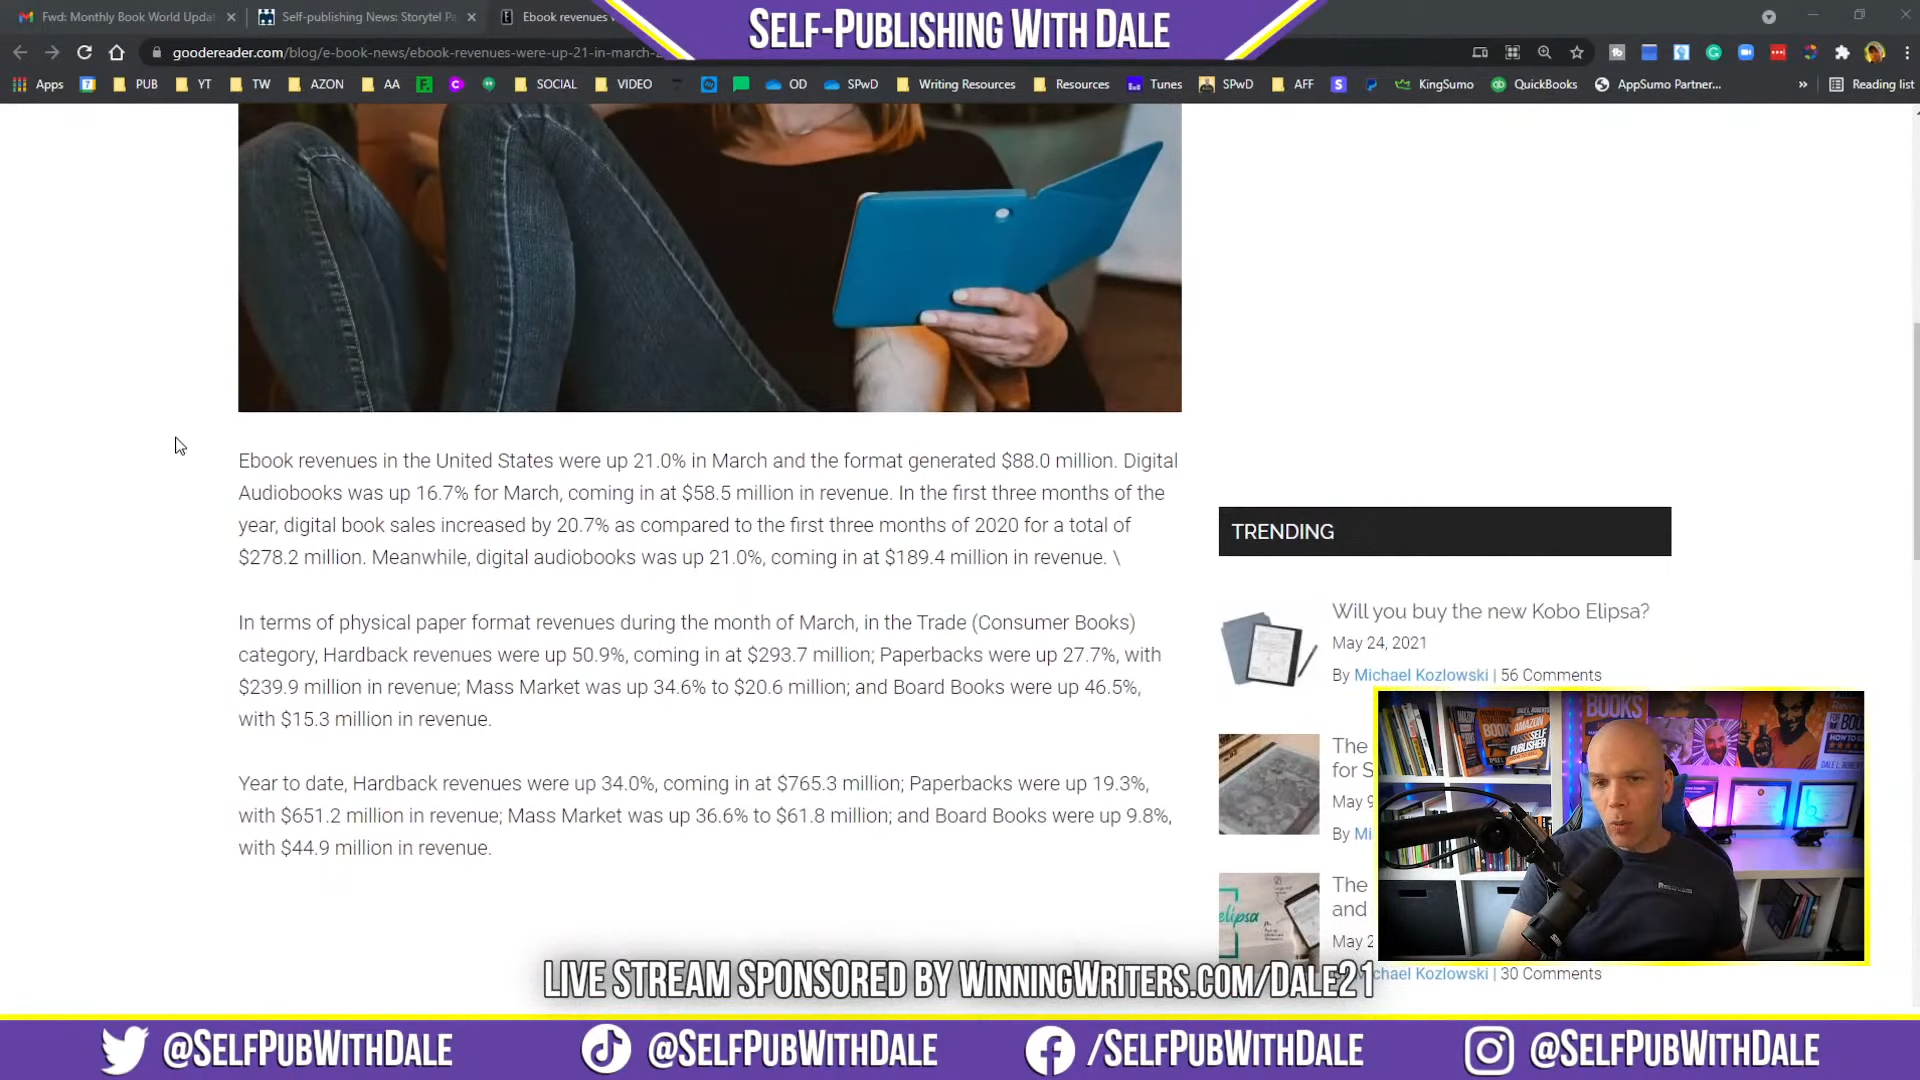 Fwd: Monthly Book World Updat
Self-publishing News: Storytel Pa
Ebook revenues w
SELF-PUBLISHING WITH DALE
goodereader.com/blog/e-book-news/ebook-revenues-were-up-21-in-march-2
Apps
7
PUB
YT
TW
AZON
AA
SOCIAL
VIDEO
OD
SPwD
Writing Resources
Resources
Tunes
SPwD
AFF
KingSumo
QuickBooks
AppSumo Partner...
»
Reading list
Ebook revenues in the United States were up 21.0% in March and the format generated $88.0 million. Digital
Audiobooks was up 16.7% for March, coming in at $58.5 million in revenue. In the first three months of the
year, digital book sales increased by 20.7% as compared to the first three months of 2020 for a total of
$278.2 million. Meanwhile, digital audiobooks was up 21.0%, coming in at $189.4 million in revenue. \
In terms of physical paper format revenues during the month of March, in the Trade (Consumer Books)
category, Hardback revenues were up 50.9%, coming in at $293.7 million; Paperbacks were up 27.7%, with
$239.9 million in revenue; Mass Market was up 34.6% to $20.6 million; and Board Books were up 46.5%,
with $15.3 million in revenue.
Year to date, Hardback revenues were up 34.0%, coming in at $765.3 million; Paperbacks were up 19.3%,
with $651.2 million in revenue; Mass Market was up 36.6% to $61.8 million; and Board Books were up 9.8%,
with $44.9 million in revenue.
TRENDING
Will you buy the new Kobo Elipsa?
May 24, 2021
By Michael Kozlowski | 56 Comments
The
for S
May 9
By Mi
The
and
May 2
chael Kozlowski | 30 Comments
elipsa
BOOKS
AMAZON
SELF
PUBLISHER
BOOK
HOW TO
DALE L. ROBERTS
Restream
LIVE STREAM SPONSORED BY WINNINGWRITERS.COM/DALE21
@SELFPUBWITHDALE
@SELFPUBWITHDALE
/SELFPUBWITHDALE
@SELFPUBWITHDALE